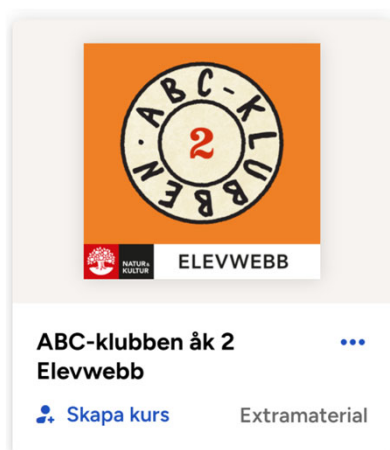 ABC-KLUBBEN
2
NATUR &
KULTUR
ELEVWEBB
ABC-klubben åk 2
Elevwebb
Skapa kurs
Extramaterial